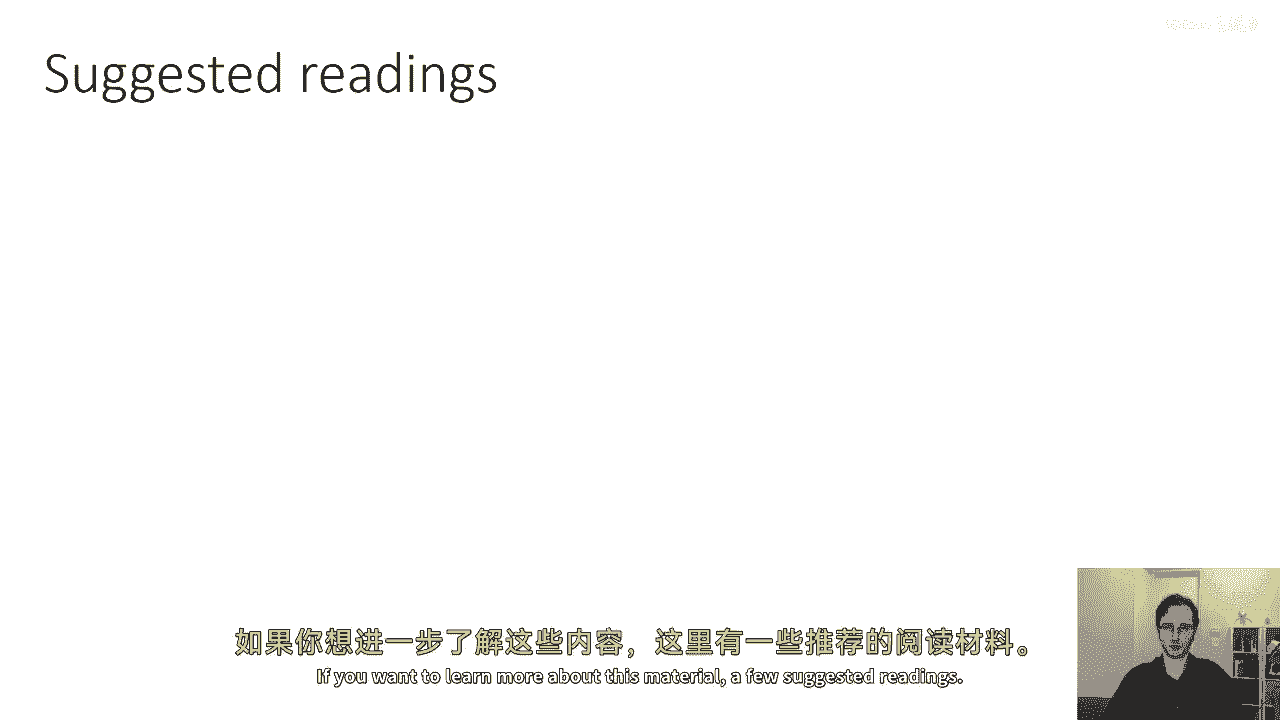 Suggested readings
如果你想进一步了解这些内容，这里有一些推荐的阅读材料。
If you want to learn more about this material, a few suggested readings.